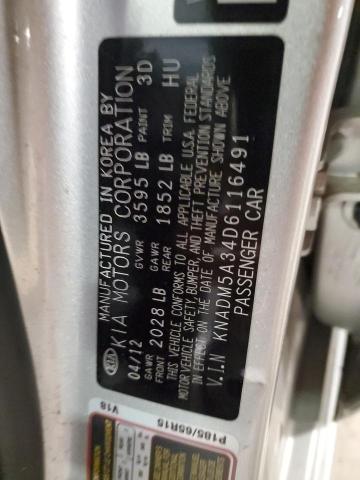 MANUFACTURED IN KOREA BY
KIA KIA MOTORS CORPORATION
04/12 GVWR 3595 LB PAINT 3D
GAWR FRONT 2028 LB GAWR REAR 1852 LB TRIM HU
THIS VEHICLE CONFORMS TO ALL APPLICABLE U.S.A. FEDERAL
MOTOR VEHICLE SAFETY, BUMPER, AND THEFT PREVENTION STANDARDS
IN EFFECT ON THE DATE OF MANUFACTURE SHOWN ABOVE
V.I.N KNADM5A34D6116491
PASSENGER CAR
V18
P185/65R15